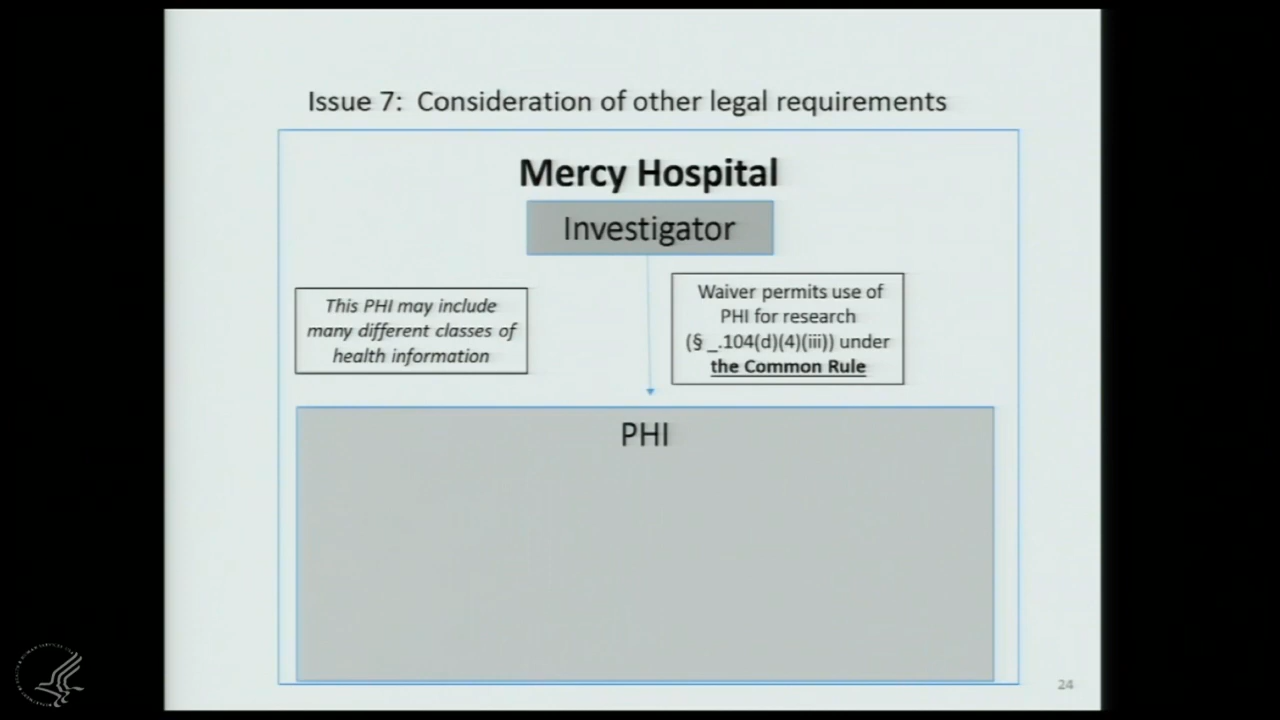 Issue 7: Consideration of other legal requirements
Mercy Hospital
Investigator
This PHI may include
many different classes of
health information
Waiver permits use of
PHI for research
(§ _.104(d)(4)(iii)) under
the Common Rule
PHI
24